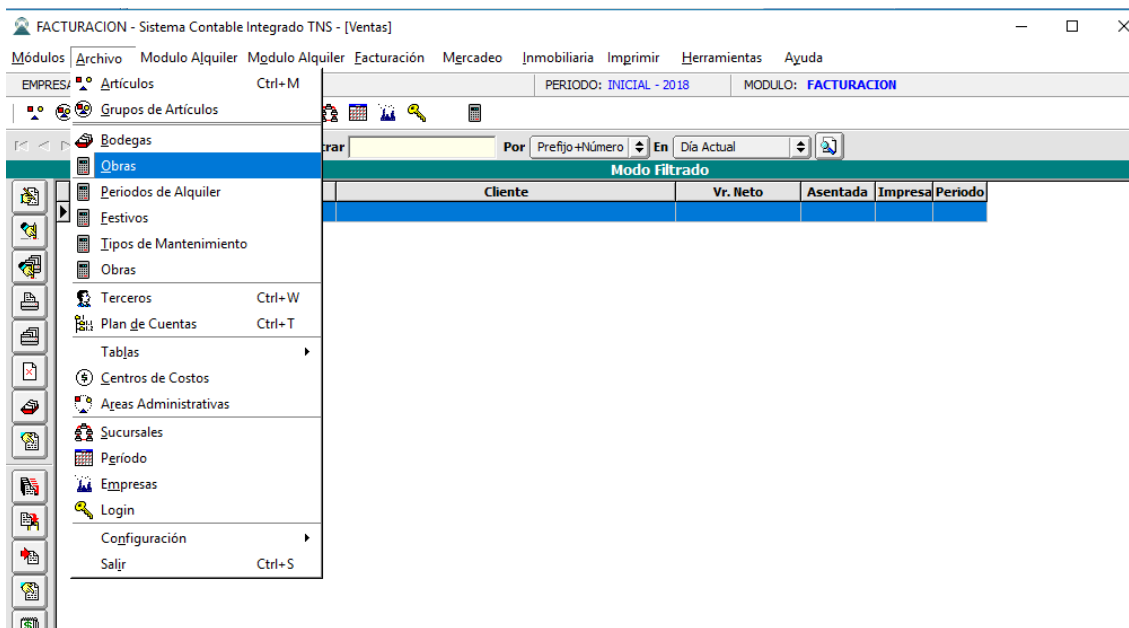 FACTURACION - Sistema Contable Integrado TNS - [Ventas]
Módulos Archivo Modulo Alquiler Modulo Alquiler Facturación Mercadeo Inmobiliaria Imprimir Herramientas Ayuda
EMPRESA PERIODO: INICIAL - 2018 MODULO: FACTURACION
Por Prefijo+Número En Día Actual
Modo Filtrado
Cliente Vr. Neto Asentada Impresa Periodo
Artículos Ctrl+M
Grupos de Artículos
Bodegas
Obras
Periodos de Alquiler
Festivos
Tipos de Mantenimiento
Obras
Terceros Ctrl+W
Plan de Cuentas Ctrl+T
Tablas
Centros de Costos
Areas Administrativas
Sucursales
Período
Empresas
Login
Configuración
Salir Ctrl+S